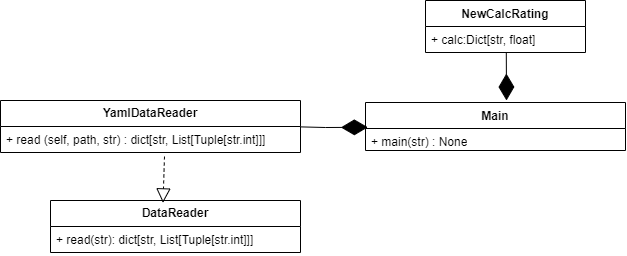 NewCalcRating
+ calc:Dict[str, float]
YamlDataReader
+ read (self, path, str) : dict[str, List[Tuple[str.int]]]
Main
+ main(str) : None
DataReader
+ read(str): dict[str, List[Tuple[str.int]]]